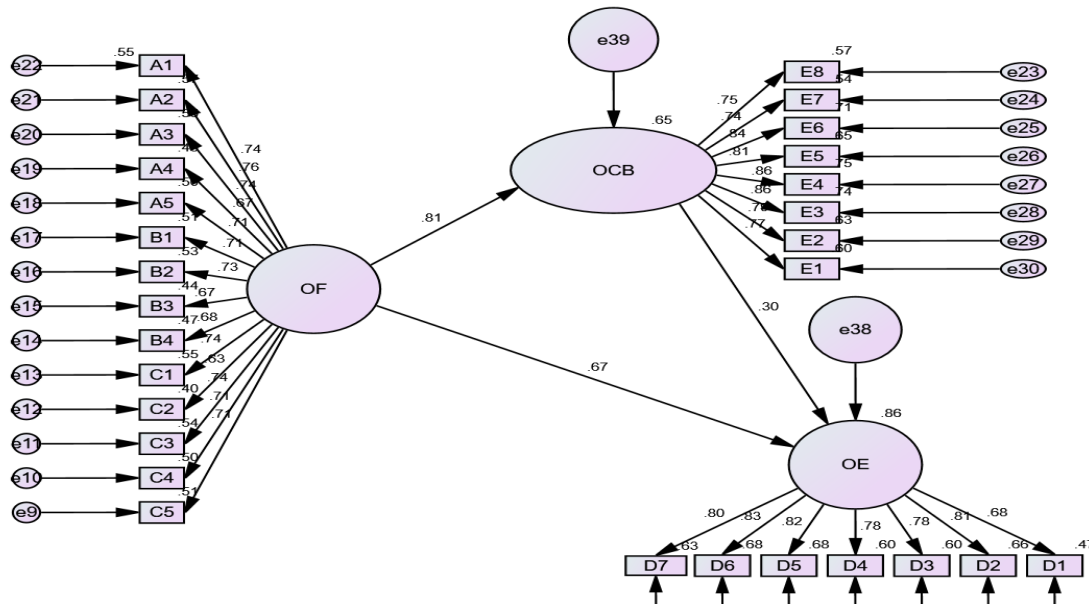 e39
e22 .55 A1
e21 A2
e20 A3
e19 A4
e18 A5
e17 .51 B1
e16 .53 B2
e15 .44 B3
e14 .47 B4
e13 .55 C1
e12 .40 C2
e11 .54 C3
e10 .50 C4
e9 .51 C5
.74
.76
.74
.67
.71
.71
.73
.67
.68
.74
.63
.74
.71
.71
OF
.81
.67
.65
OCB
.30
.75
.74
.84
.81
.86
.86
.77
.57
E8 e23
.54
E7 e24
.71
E6 e25
.65
E5 e26
.75
E4 e27
.74
E3 e28
.63
E2 e29
.60
E1 e30
e38
.86
OE
.80 .83 .82 .78 .78 .81 .68
.63 .68 .68 .60 .60 .66 .47
D7 D6 D5 D4 D3 D2 D1